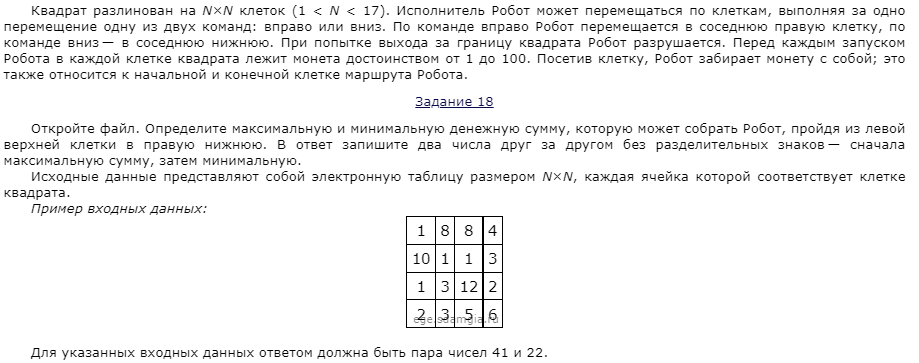 Квадрат разлинован на N×N клеток (1 < N < 17). Исполнитель Робот может перемещаться по клеткам, выполняя за одно
перемещение одну из двух команд: вправо или вниз. По команде вправо Робот перемещается в соседнюю правую клетку, по
команде вниз — в соседнюю нижнюю. При попытке выхода за границу квадрата Робот разрушается. Перед каждым запуском
Робота в каждой клетке квадрата лежит монета достоинством от 1 до 100. Посетив клетку, Робот забирает монету с собой; это
также относится к начальной и конечной клетке маршрута Робота.
Задание 18
Откройте файл. Определите максимальную и минимальную денежную сумму, которую может собрать Робот, пройдя из левой
верхней клетки в правую нижнюю. В ответ запишите два числа друг за другом без разделительных знаков — сначала
максимальную сумму, затем минимальную.
Исходные данные представляют собой электронную таблицу размером N×N, каждая ячейка которой соответствует клетке
квадрата.
Пример входных данных:
1 8 8 4
10 1 1 3
1 3 12 2
2 3 5 6
ege.sdamgia.ru
Для указанных входных данных ответом должна быть пара чисел 41 и 22.